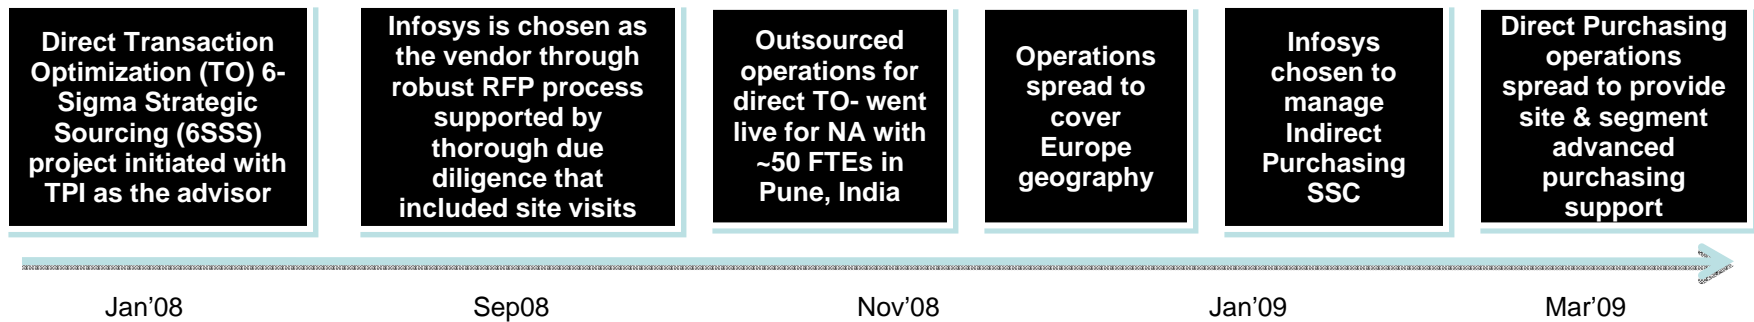 Direct Transaction
Optimization (TO) 6-
Sigma Strategic
Sourcing (6SSS)
project initiated with
TPI as the advisor
Infosys is chosen as
the vendor through
robust RFP process
supported by
thorough due
diligence that
included site visits
Outsourced
operations for
direct TO- went
live for NA with
~50 FTEs in
Pune, India
Operations
spread to
cover
Europe
geography
Infosys
chosen to
manage
Indirect
Purchasing
SSC
Direct Purchasing
operations
spread to provide
site & segment
advanced
purchasing
support
Jan'08
Sep08
Nov'08
Jan'09
Mar'09